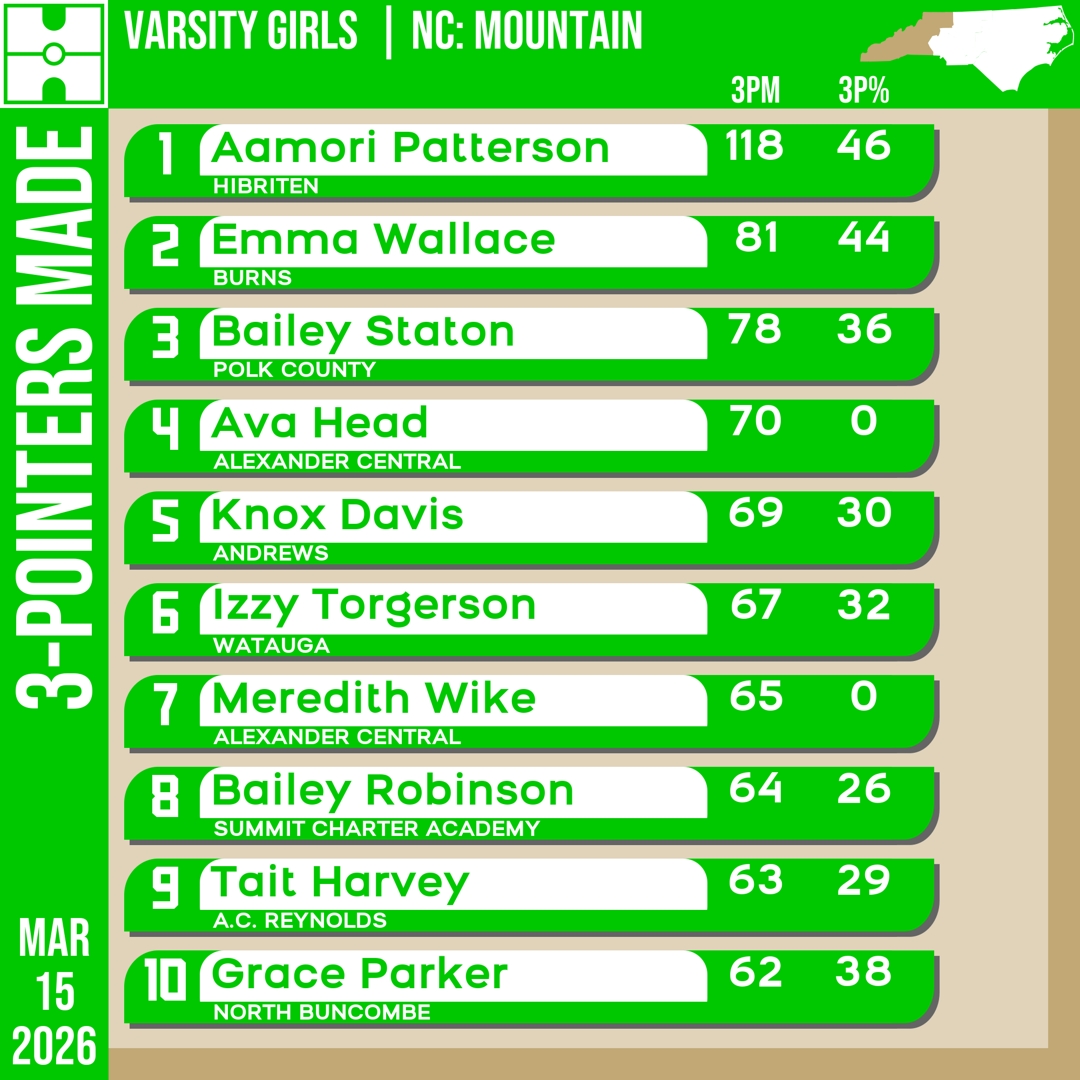 VARSITY GIRLS | NC: MOUNTAIN
3PM 3P%
3-POINTERS MADE
1 Aamori Patterson 118 46
HIBRITEN
2 Emma Wallace 81 44
BURNS
3 Bailey Staton 78 36
POLK COUNTY
4 Ava Head 70 0
ALEXANDER CENTRAL
5 Knox Davis 69 30
ANDREWS
6 Izzy Torgerson 67 32
WATAUGA
7 Meredith Wike 65 0
ALEXANDER CENTRAL
8 Bailey Robinson 64 26
SUMMIT CHARTER ACADEMY
9 Tait Harvey 63 29
A.C. REYNOLDS
10 Grace Parker 62 38
NORTH BUNCOMBE
MAR
15
2026